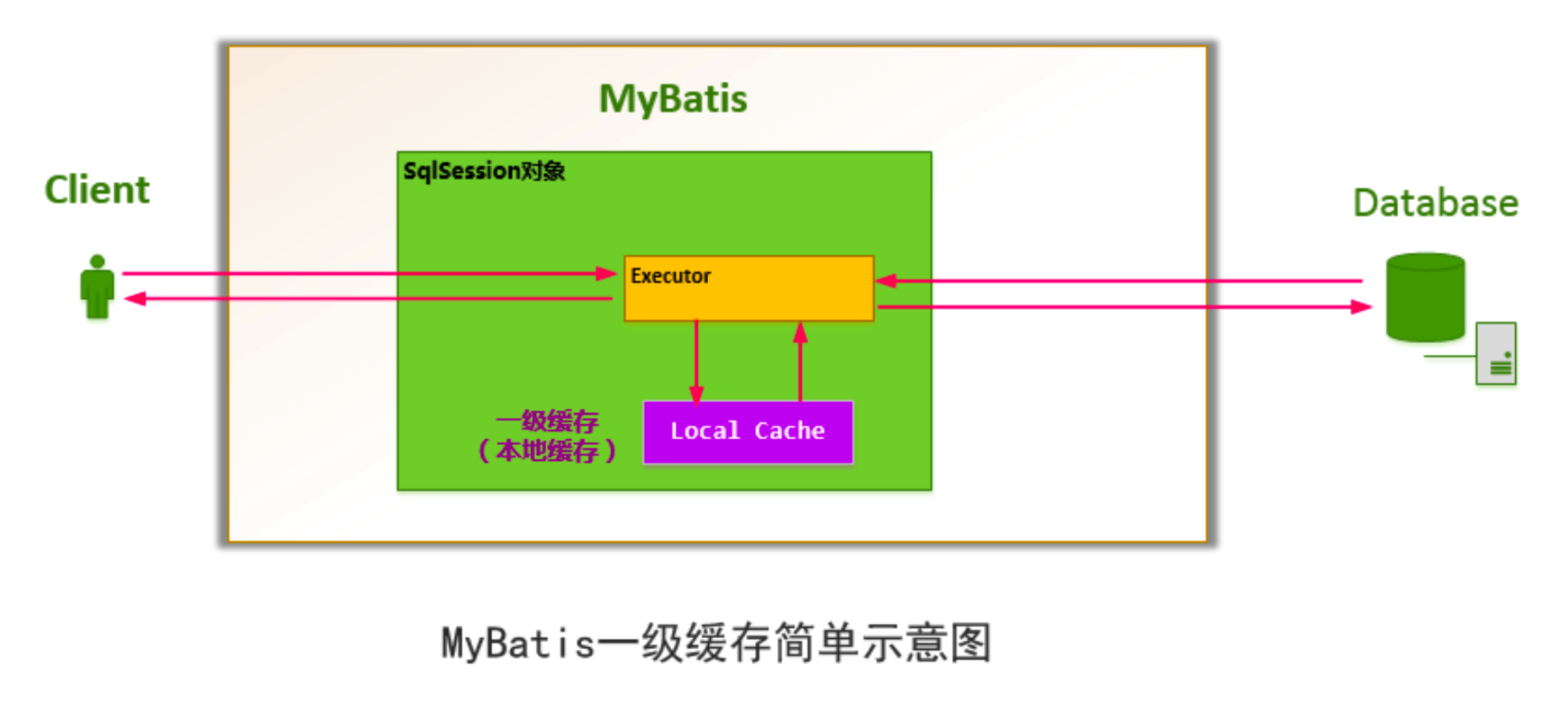 MyBatis
SqlSession对象
Client
Database
Executor
一级缓存
（本地缓存）
Local Cache
MyBatis一级缓存简单示意图